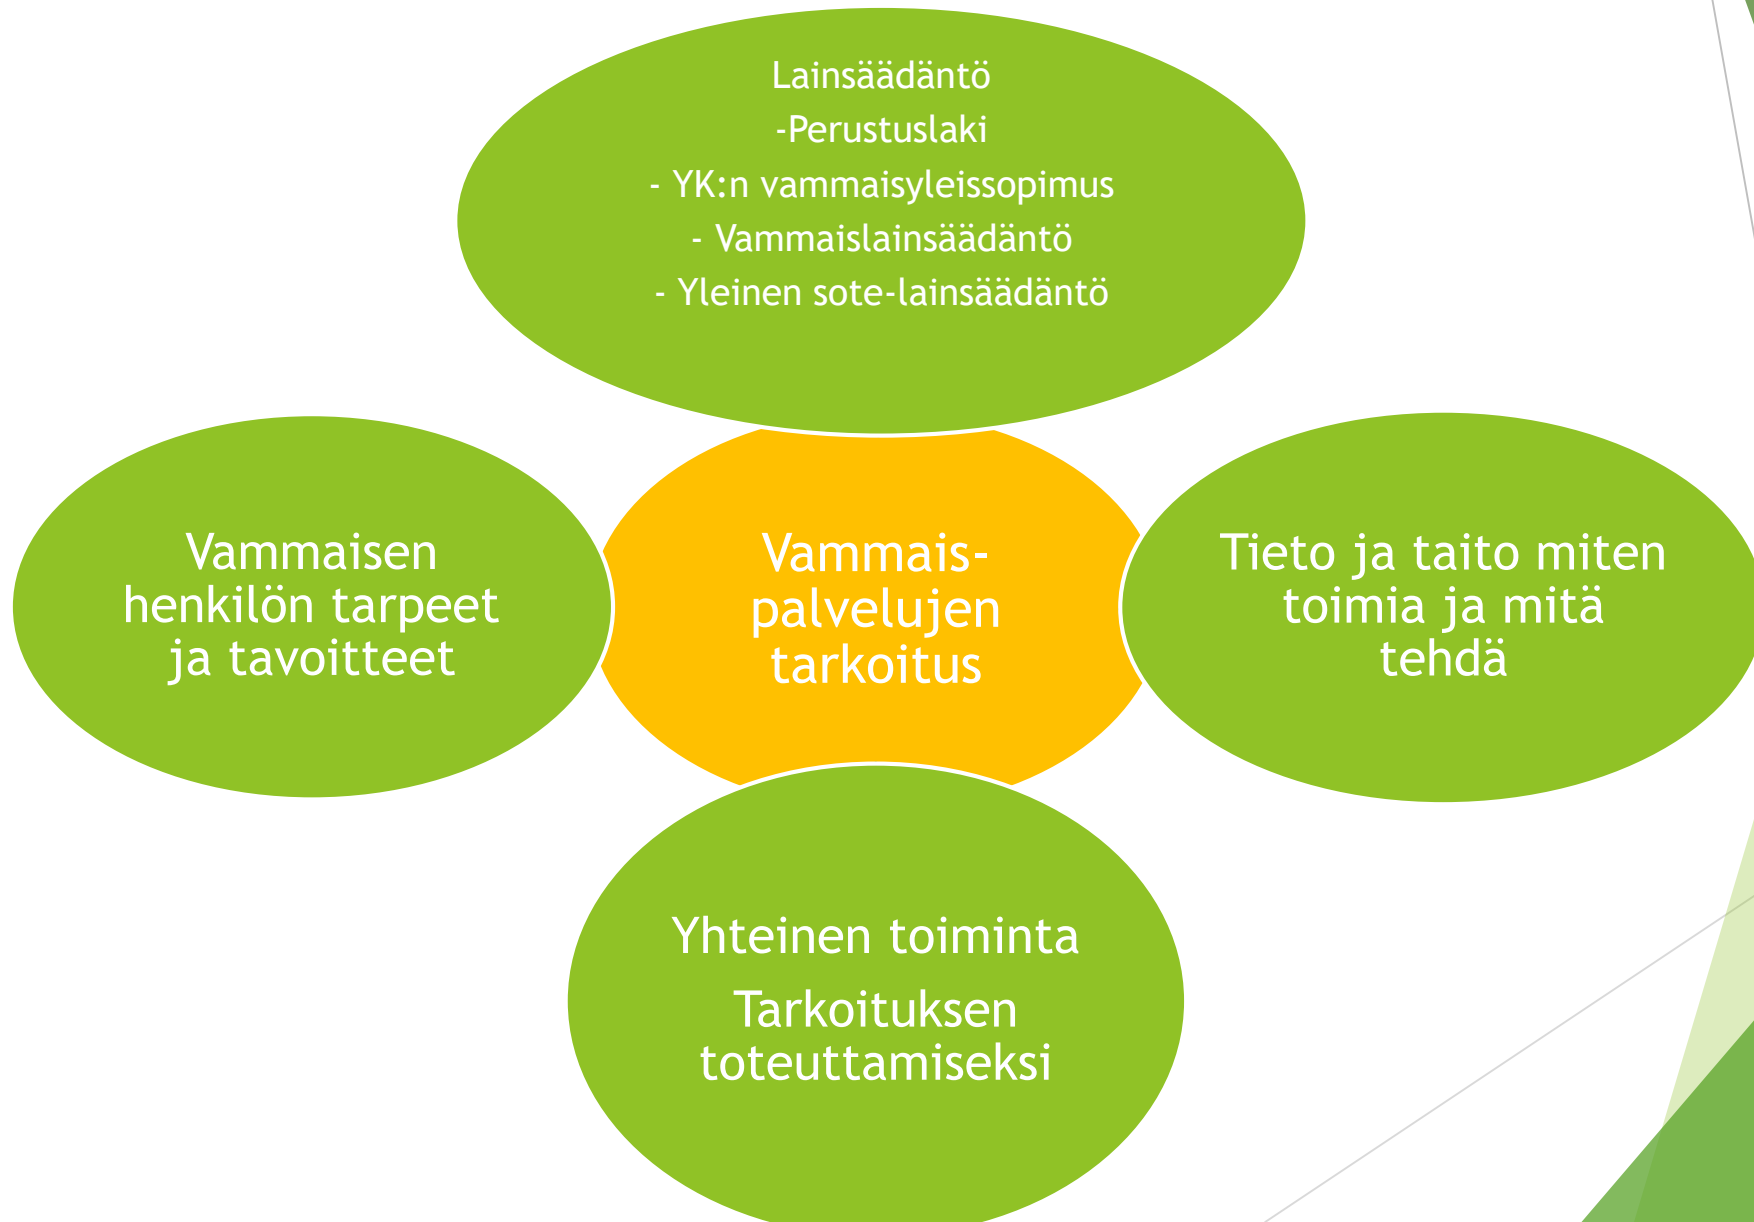 Lainsäädäntö
-Perustuslaki
- YK:n vammaisyleissopimus
- Vammaislainsäädäntö
- Yleinen sote-lainsäädäntö
Vammaisen
henkilön tarpeet
ja tavoitteet
Vammais-
palvelujen
tarkoitus
Tieto ja taito miten
toimia ja mitä
tehdä
Yhteinen toiminta
Tarkoituksen
toteuttamiseksi